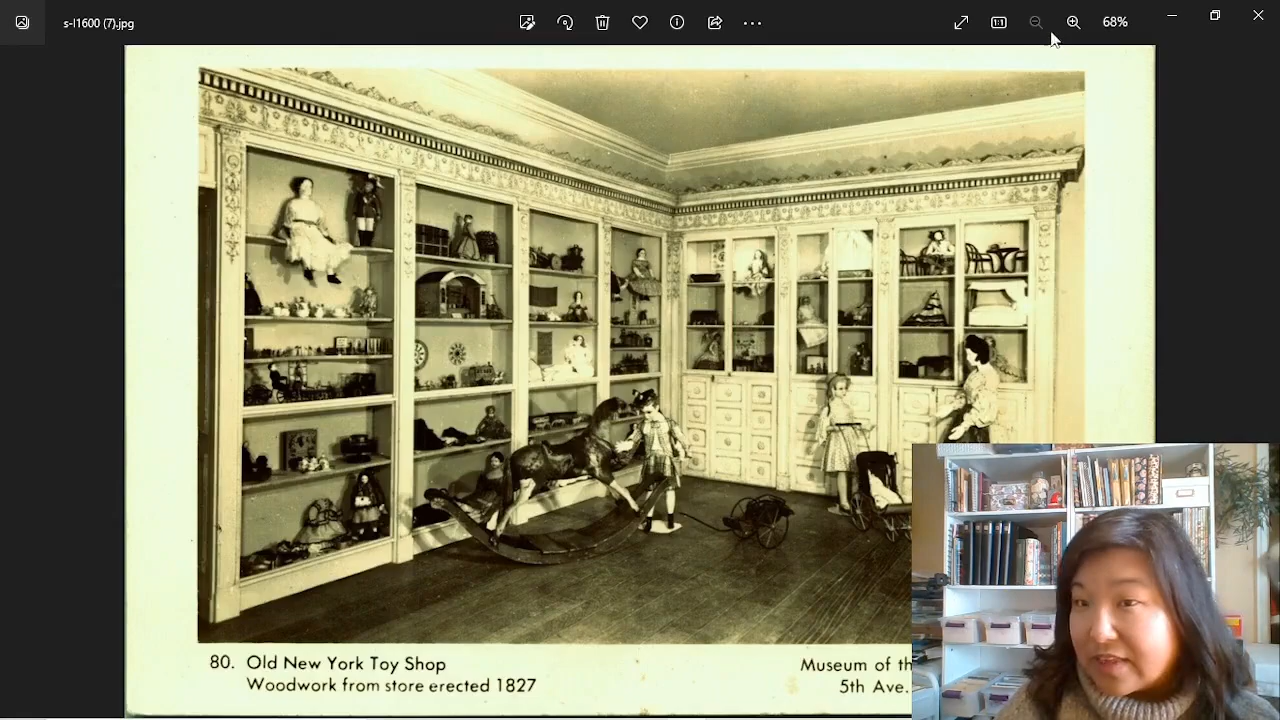 s-l1600 (7).jpg
68%
80. Old New York Toy Shop
Woodwork from store erected 1827
Museum of th
5th Ave.